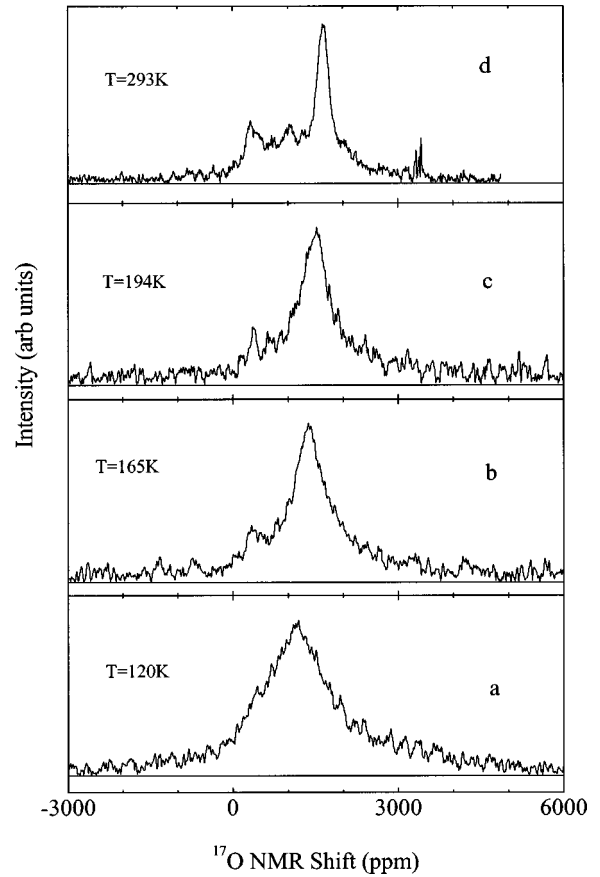 d
T=293K
T=194K
c
Intensity (arb units)
T=165K
b
T=120K
a
-3000
0
3000
6000
¹⁷O NMR Shift (ppm)